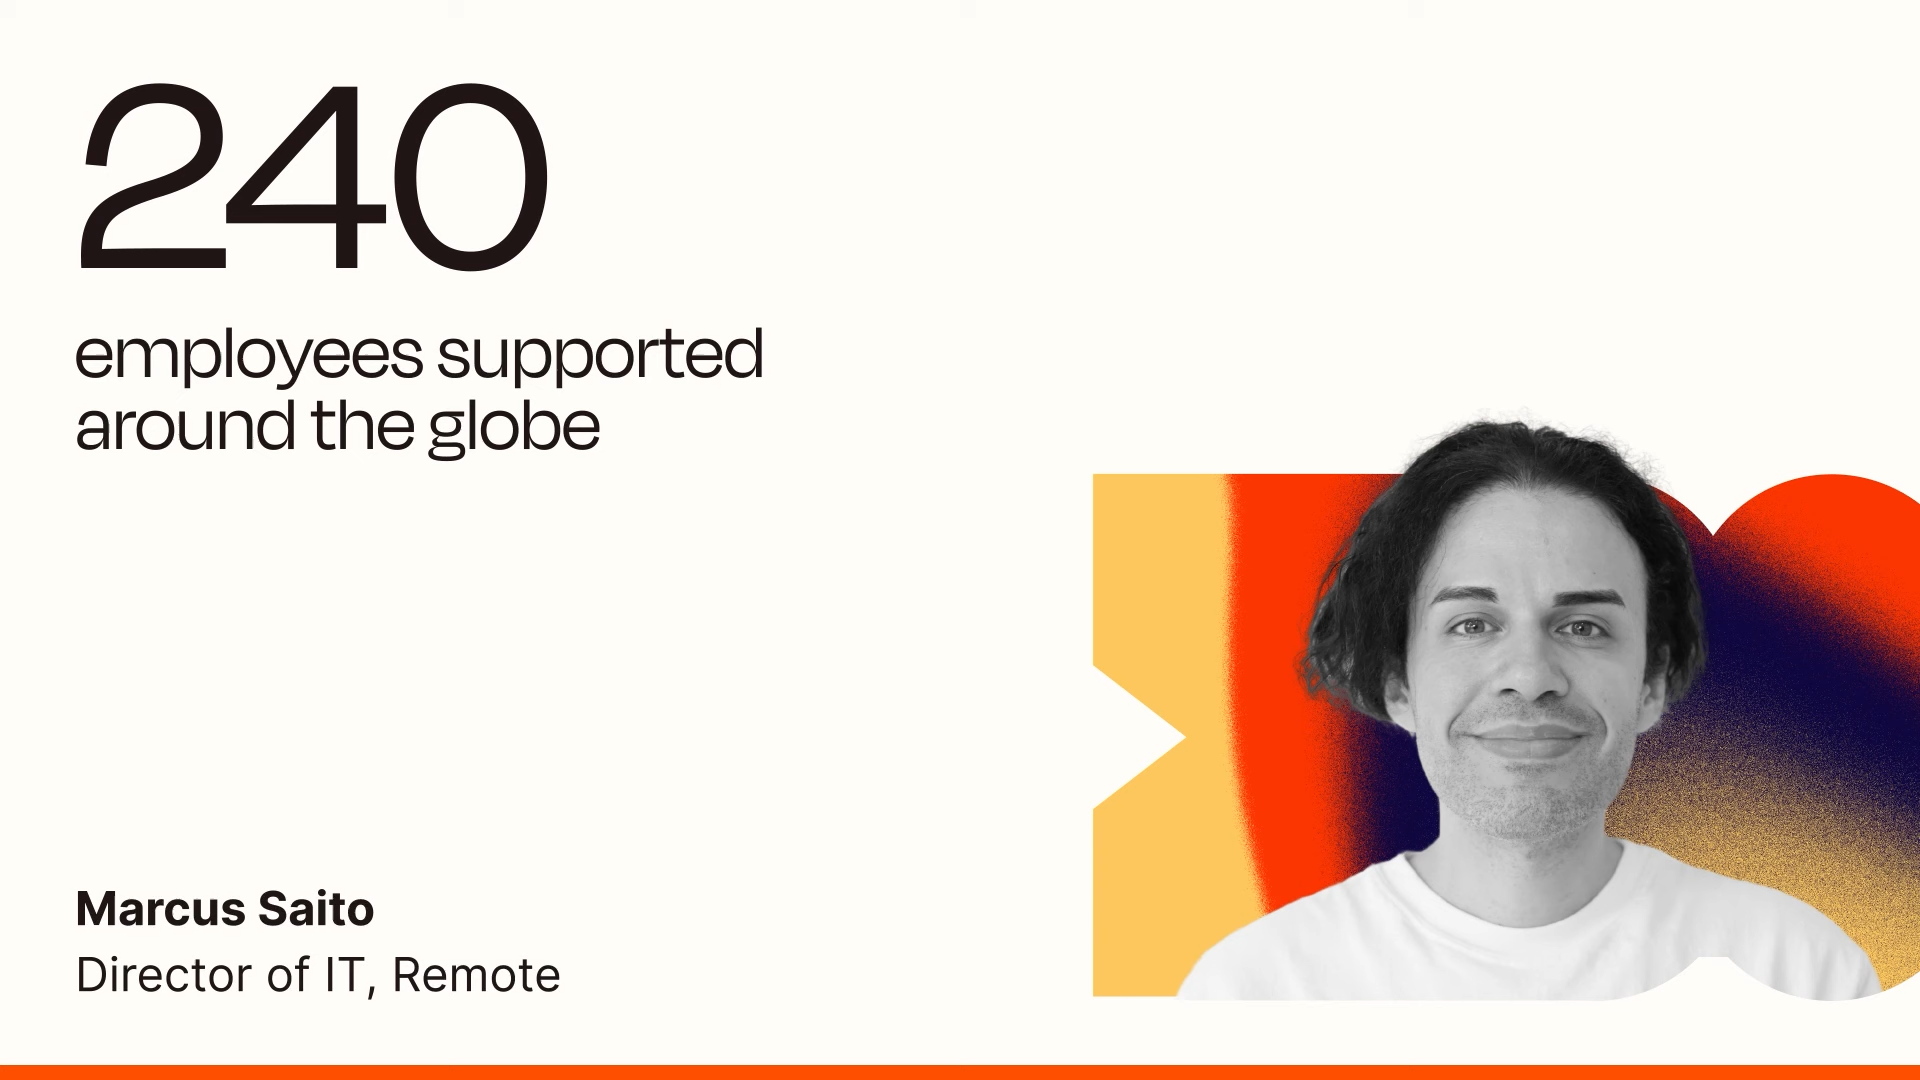 240
employees supported
around the globe
Marcus Saito
Director of IT, Remote